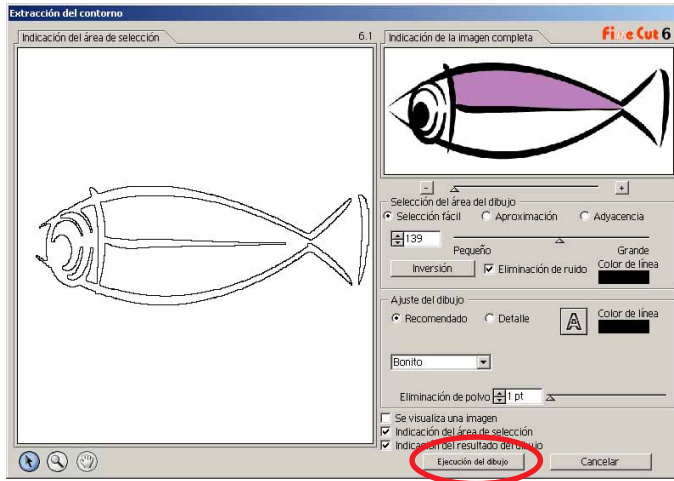 Extracción del contorno
Indicación del área de selección
6.1
Indicación de la imagen completa
Fine Cut 6
- +
Selección del área del dibujo
Selección fácil Aproximación Adyacencia
139
Pequeño Grande
Inversión Eliminación de ruido Color de línea
Ajuste del dibujo
Recomendado Detalle A Color de línea
Bonito
Eliminación de polvo 1 pt
Se visualiza una imagen
Indicación del área de selección
Indicación del resultado del dibujo
Ejecución del dibujo Cancelar